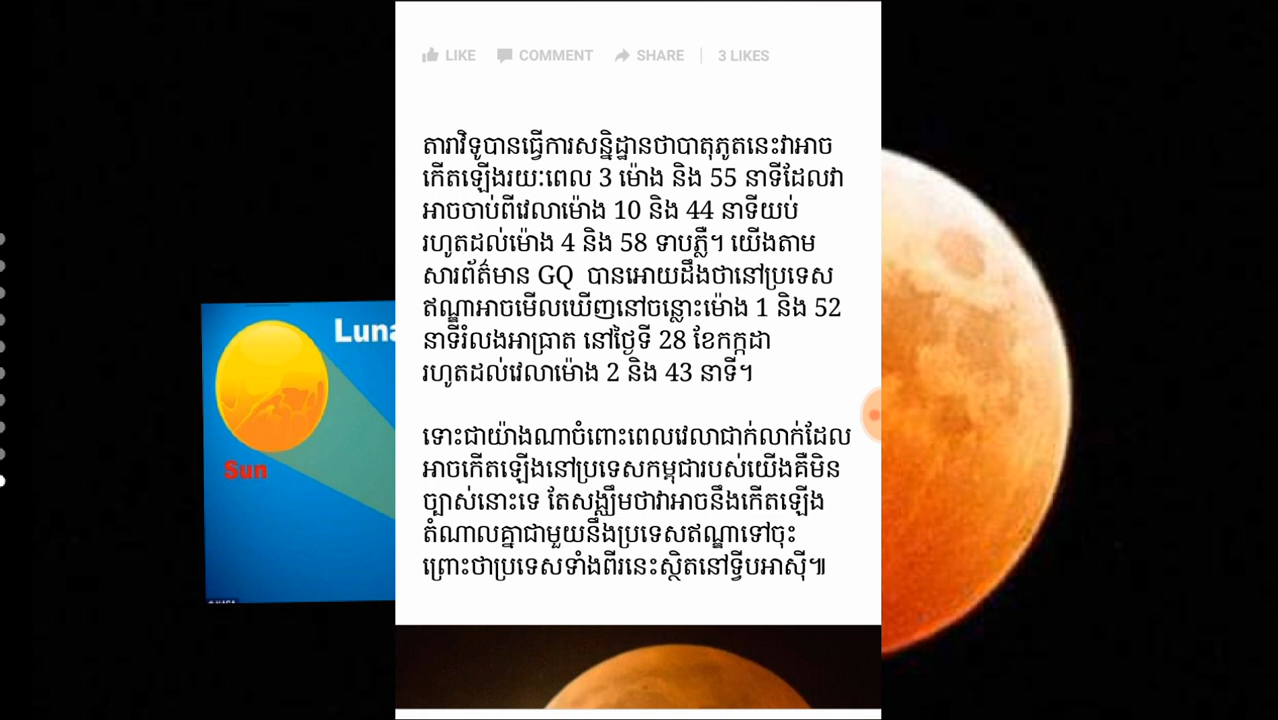 LIKE COMMENT SHARE 3 LIKES
តារាវិទូបានធ្វើការសន្និដ្ឋានថាបាតុភូតនេះវាអាច
កើតឡើងរយៈពេល 3 ម៉ោង និង 55 នាទីដែលវា
អាចចាប់ពីវេលាម៉ោង 10 និង 44 នាទីយប់
រហូតដល់ម៉ោង 4 និង 58 ទាបភ្លឺ។ យើងតាម
សារព័ត៌មាន GQ បានអោយដឹងថានៅប្រទេស
ឥណ្ឌាអាចមើលឃើញនៅចន្លោះម៉ោង 1 និង 52
នាទីរំលងអាធ្រាត នៅថ្ងៃទី 28 ខែកក្កដា
រហូតដល់វេលាម៉ោង 2 និង 43 នាទី។
ទោះជាយ៉ាងណាចំពោះពេលវេលាជាក់លាក់ដែល
អាចកើតឡើងនៅប្រទេសកម្ពុជារបស់យើងគឺមិន
ច្បាស់នោះទេ តែសង្ឃឹមថាវាអាចនឹងកើតឡើង
តំណាលគ្នាជាមួយនឹងប្រទេសឥណ្ឌាទៅចុះ
ព្រោះថាប្រទេសទាំងពីរនេះស្ថិតនៅទ្វីបអាស៊ី៕
Luna
Sun